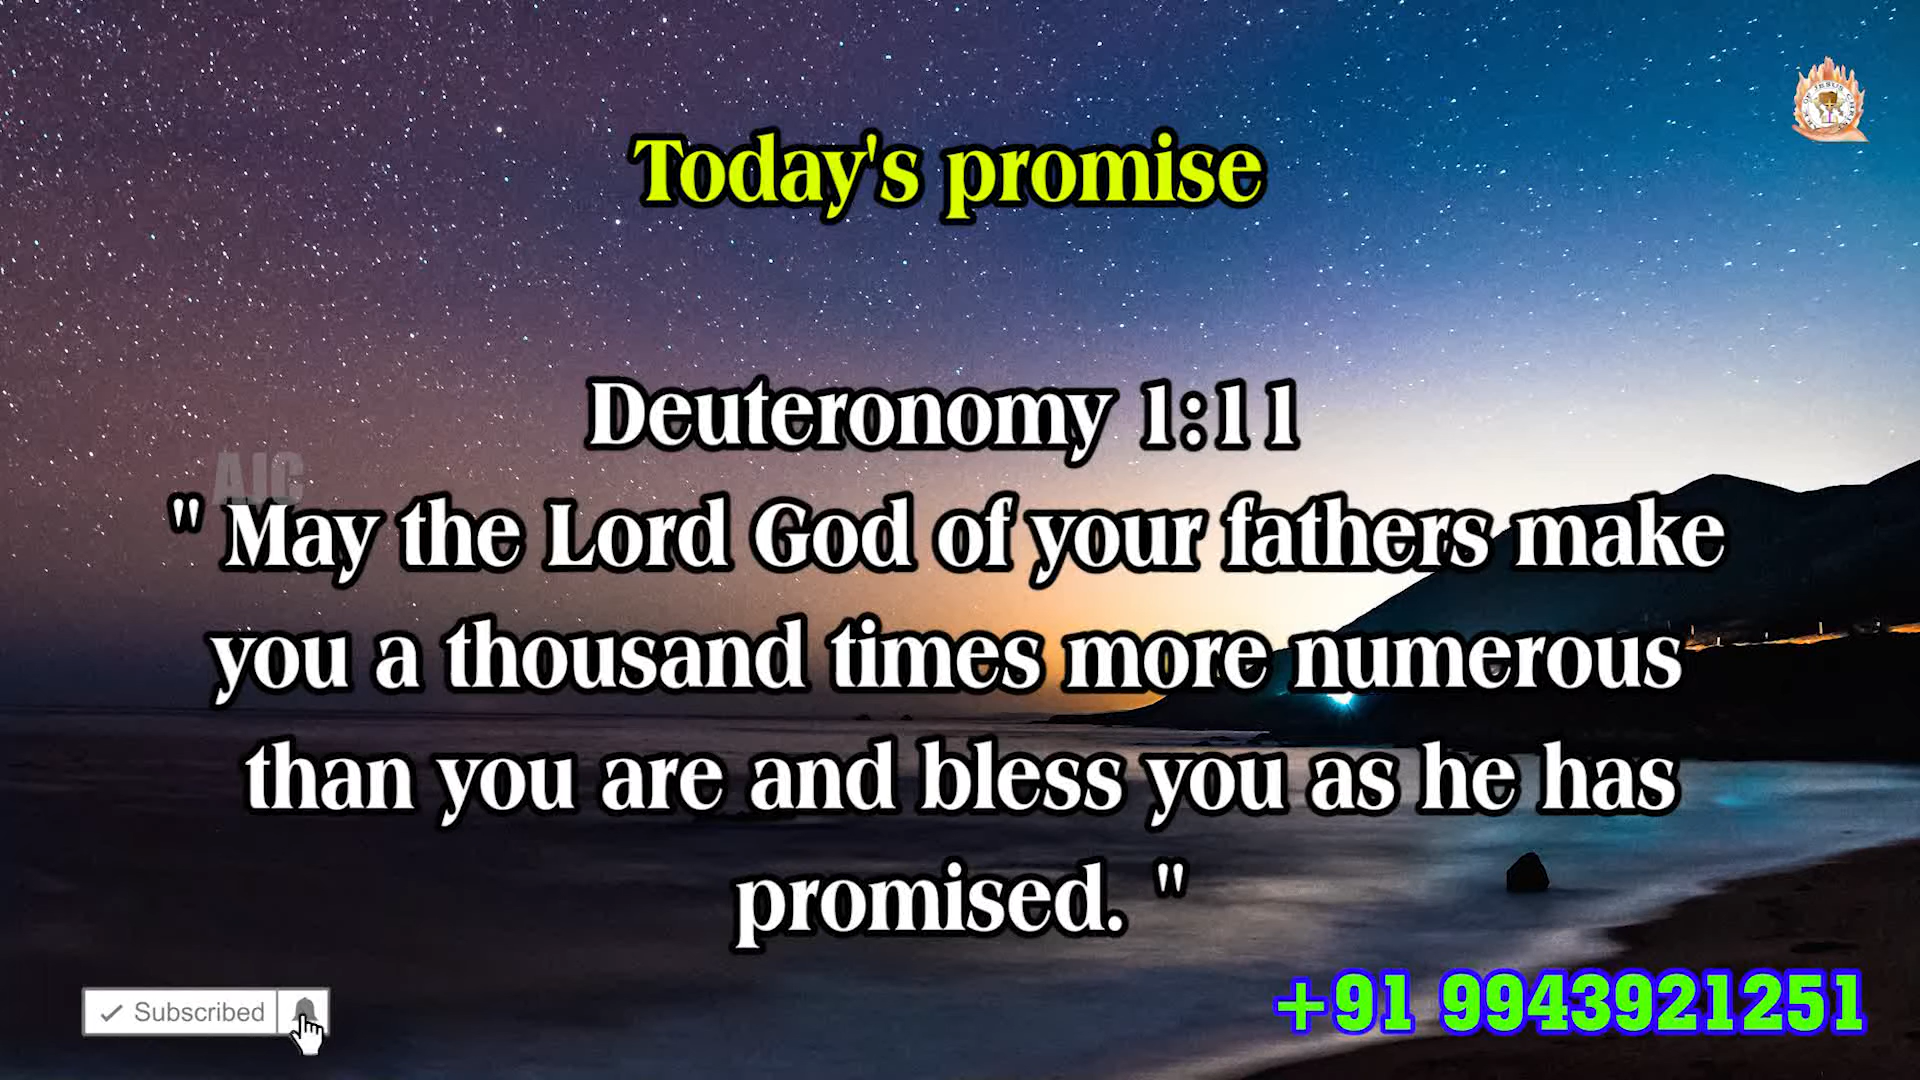 Today's promise
Deuteronomy 1:11
AJC
" May the Lord God of your fathers make
you a thousand times more numerous
than you are and bless you as he has
promised. "
Subscribed
+91 9943921251